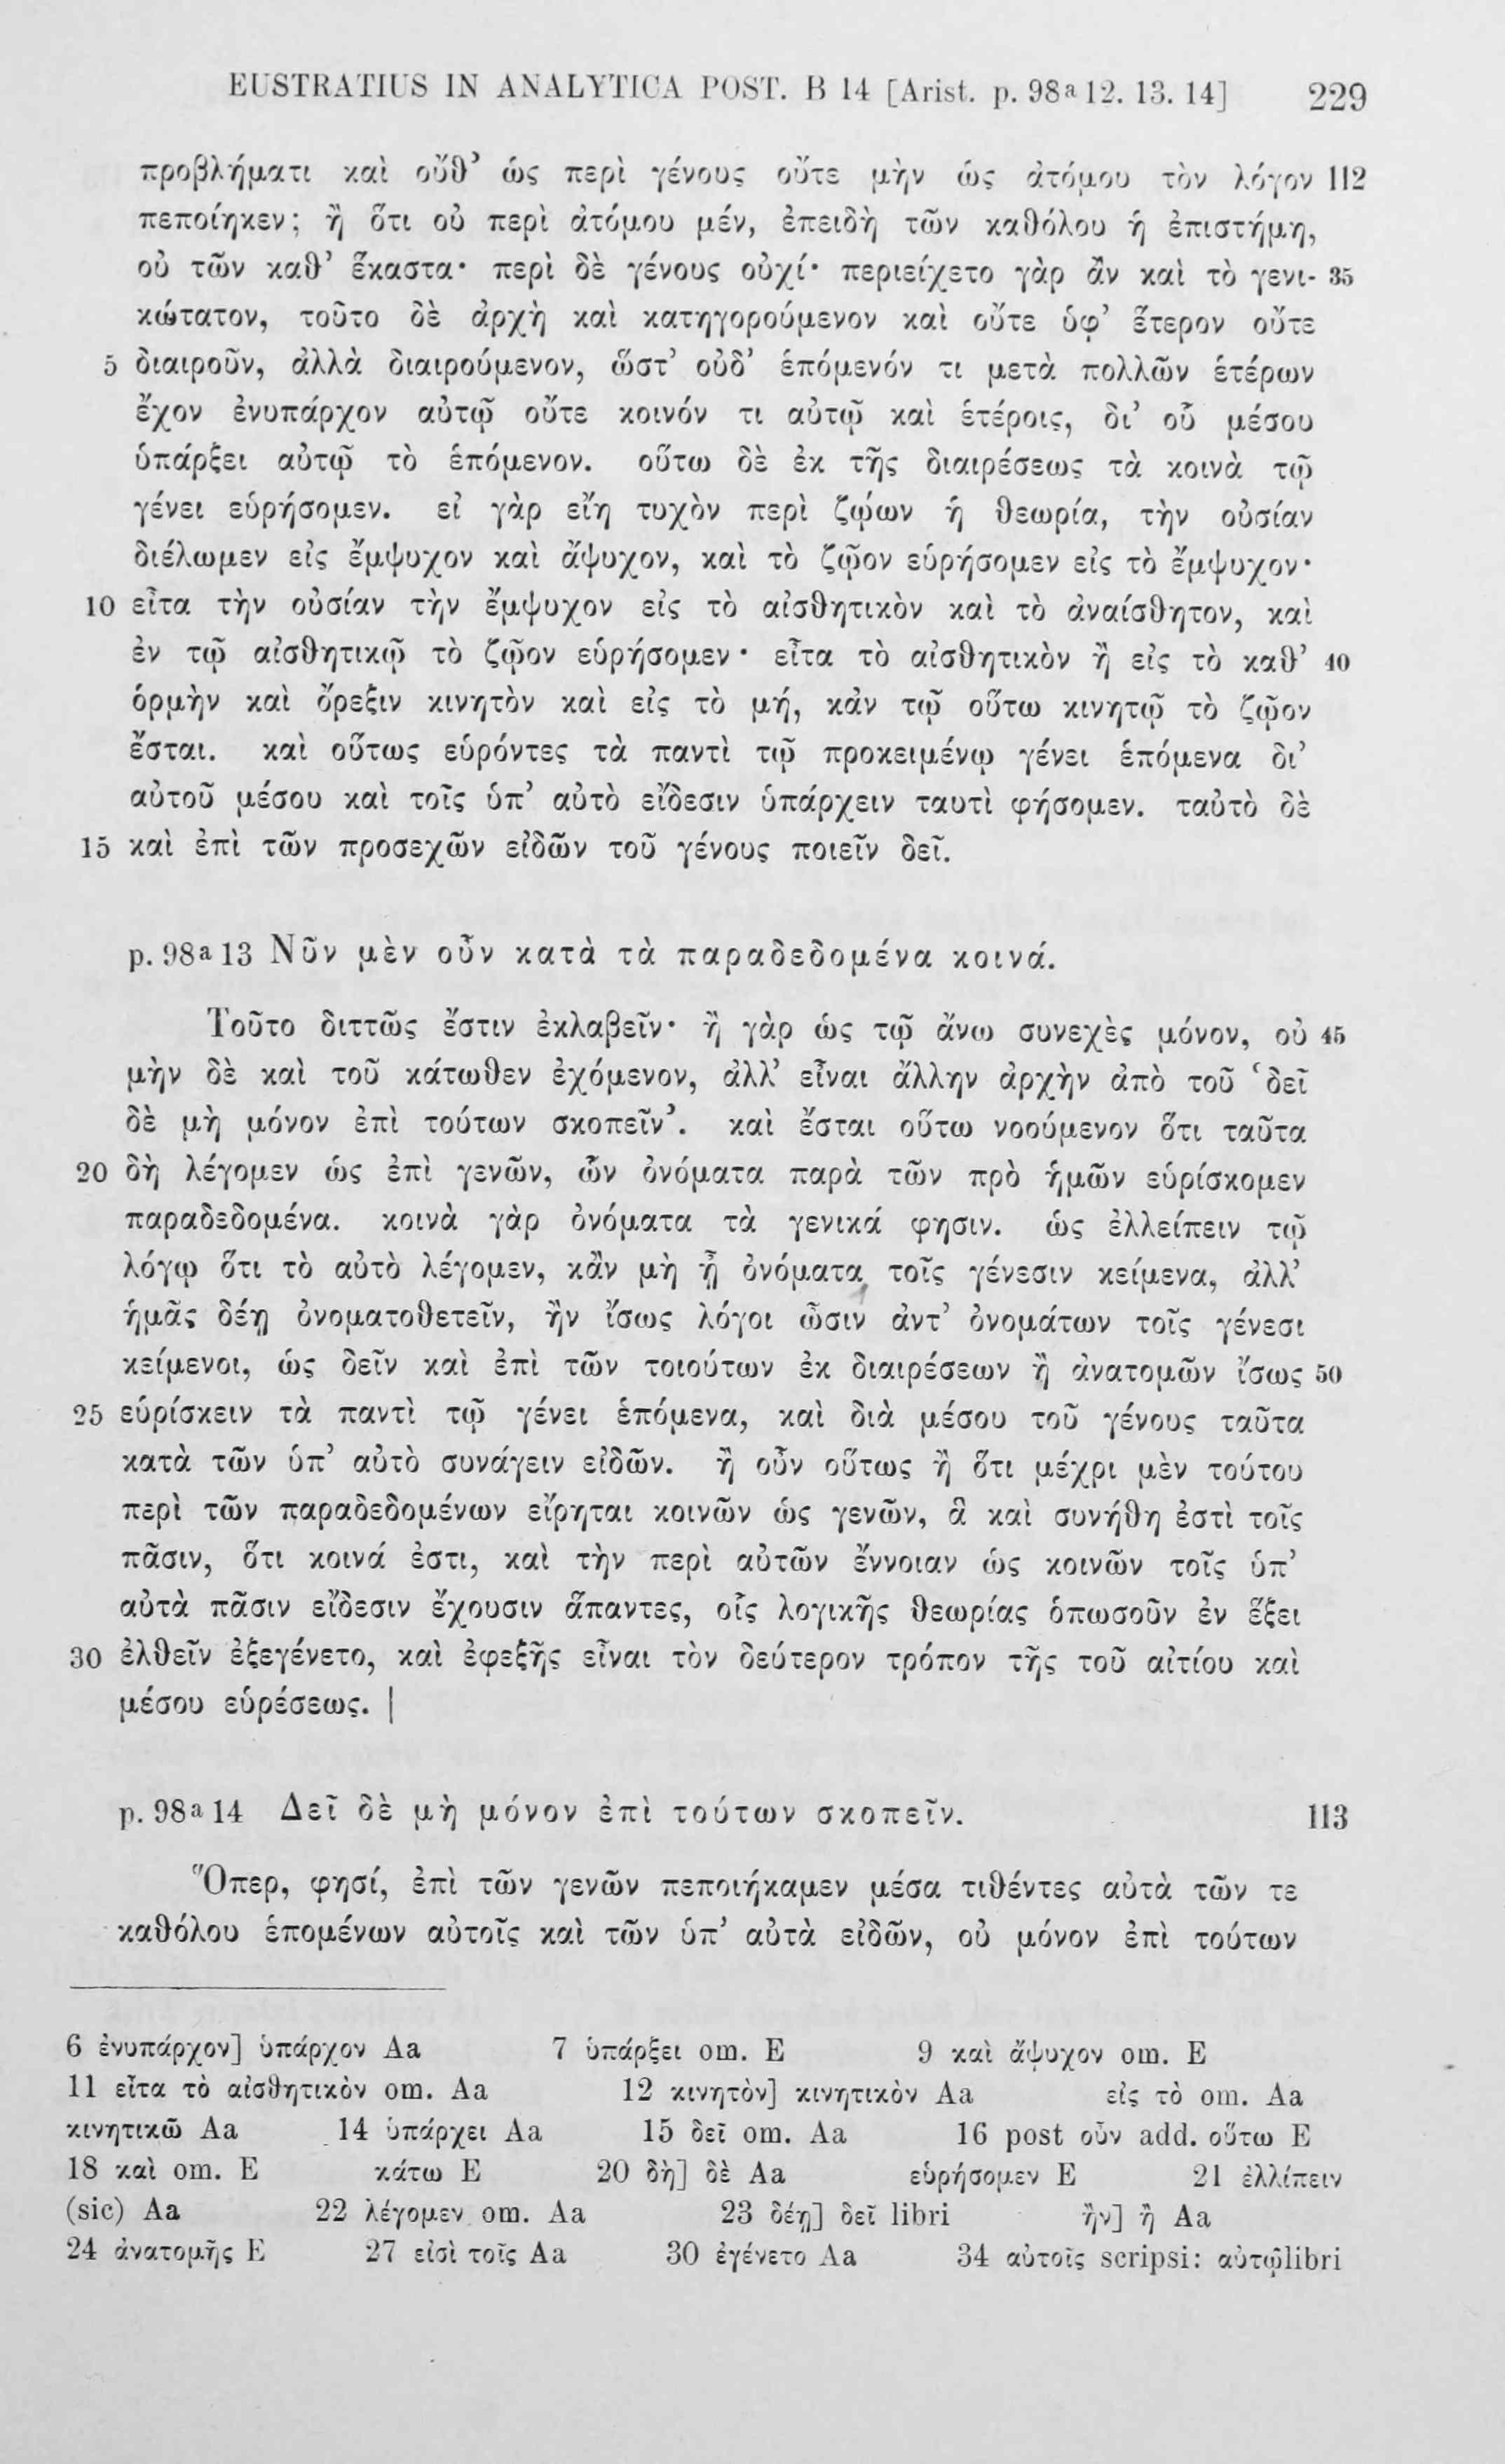 EUSTRATIUS IN ANALYTICA POST. B 14 [Arist. p. 98a 12. 13. 14] 229
προβλήματι καὶ οὔθ’ ὡς περὶ γένους οὔτε μὴν ὡς ἀτόμου τὸν λόγον 112
πεποίηκεν; ἢ ὅτι οὐ περὶ ἀτόμου μέν, ἐπειδὴ τῶν καθόλου ἡ ἐπιστήμη,
οὐ τῶν καθ’ ἕκαστα· περὶ δὲ γένους οὐχί· περιείχετο γὰρ ἂν καὶ τὸ γενι- 35
κώτατον, τοῦτο δὲ ἀρχὴ καὶ κατηγορούμενον καὶ οὔτε ὑφ’ ἕτερον οὔτε
5 διαιροῦν, ἀλλὰ διαιρούμενον, ὥστ’ οὐδ’ ἑπόμενόν τι μετὰ πολλῶν ἑτέρων
ἔχον ἐνυπάρχον αὐτῷ οὔτε κοινόν τι αὐτῷ καὶ ἑτέροις, δι’ οὗ μέσου
ὑπάρξει αὐτῷ τὸ ἑπόμενον. οὕτω δὲ ἐκ τῆς διαιρέσεως τὰ κοινὰ τῷ
γένει εὑρήσομεν. εἰ γὰρ εἴη τυχὸν περὶ ζῴων ἡ θεωρία, τὴν οὐσίαν
διέλωμεν εἰς ἔμψυχον καὶ ἄψυχον, καὶ τὸ ζῷον εὑρήσομεν εἰς τὸ ἔμψυχον·
10 εἶτα τὴν οὐσίαν τὴν ἔμψυχον εἰς τὸ αἰσθητικὸν καὶ τὸ ἀναίσθητον, καὶ
ἐν τῷ αἰσθητικῷ τὸ ζῷον εὑρήσομεν· εἶτα τὸ αἰσθητικὸν ἢ εἰς τὸ καθ’ 40
ὁρμὴν καὶ ὄρεξιν κινητὸν καὶ εἰς τὸ μή, κἀν τῷ οὕτω κινητῷ τὸ ζῷον
ἔσται. καὶ οὕτως εὑρόντες τὰ παντὶ τῷ προκειμένῳ γένει ἑπόμενα δι’
αὐτοῦ μέσου καὶ τοῖς ὑπ’ αὐτὸ εἴδεσιν ὑπάρχειν ταυτὶ φήσομεν. ταὐτὸ δὲ
15 καὶ ἐπὶ τῶν προσεχῶν εἰδῶν τοῦ γένους ποιεῖν δεῖ.
p. 98a 13 Νῦν μὲν οὖν κατὰ τὰ παραδεδομένα κοινά.
Τοῦτο διττῶς ἔστιν ἐκλαβεῖν· ἢ γὰρ ὡς τῷ ἄνω συνεχὲς μόνον, οὐ 45
μὴν δὲ καὶ τοῦ κάτωθεν ἐχόμενον, ἀλλ’ εἶναι ἄλλην ἀρχὴν ἀπὸ τοῦ ‘δεῖ
δὲ μὴ μόνον ἐπὶ τούτων σκοπεῖν’. καὶ ἔσται οὕτω νοούμενον ὅτι ταῦτα
20 δὴ λέγομεν ὡς ἐπὶ γενῶν, ὧν ὀνόματα παρὰ τῶν πρὸ ἡμῶν εὑρίσκομεν
παραδεδομένα. κοινὰ γὰρ ὀνόματα τὰ γενικά φησιν. ὡς ἐλλείπειν τῷ
λόγῳ ὅτι τὸ αὐτὸ λέγομεν, κἂν μὴ ᾖ ὀνόματα τοῖς γένεσιν κείμενα, ἀλλ’
ἡμᾶς δέῃ ὀνοματοθετεῖν, ἢν ἴσως λόγοι ὦσιν ἀντ’ ὀνομάτων τοῖς γένεσι
κείμενοι, ὡς δεῖν καὶ ἐπὶ τῶν τοιούτων ἐκ διαιρέσεων ἢ ἀνατομῶν ἴσως 50
25 εὑρίσκειν τὰ παντὶ τῷ γένει ἑπόμενα, καὶ διὰ μέσου τοῦ γένους ταῦτα
κατὰ τῶν ὑπ’ αὐτὸ συνάγειν εἰδῶν. ἢ οὖν οὕτως ἢ ὅτι μέχρι μὲν τούτου
περὶ τῶν παραδεδομένων εἴρηται κοινῶν ὡς γενῶν, ἃ καὶ συνήθη ἐστὶ τοῖς
πᾶσιν, ὅτι κοινά ἐστι, καὶ τὴν περὶ αὐτῶν ἔννοιαν ὡς κοινῶν τοῖς ὑπ’
αὐτὰ πᾶσιν εἴδεσιν ἔχουσιν ἅπαντες, οἷς λογικῆς θεωρίας ὁπωσοῦν ἐν ἕξει
30 ἐλθεῖν ἐξεγένετο, καὶ ἐφεξῆς εἶναι τὸν δεύτερον τρόπον τῆς τοῦ αἰτίου καὶ
μέσου εὑρέσεως. |
p. 98a 14 Δεῖ δὲ μὴ μόνον ἐπὶ τούτων σκοπεῖν. 113
Ὅπερ, φησί, ἐπὶ τῶν γενῶν πεποιήκαμεν μέσα τιθέντες αὐτὰ τῶν τε
καθόλου ἑπομένων αὐτοῖς καὶ τῶν ὑπ’ αὐτὰ εἰδῶν, οὐ μόνον ἐπὶ τούτων
6 ἐνυπάρχον] ὑπάρχον Aa 7 ὑπάρξει om. E 9 καὶ ἄψυχον om. E
11 εἶτα τὸ αἰσθητικὸν om. Aa 12 κινητὸν] κινητικὸν Aa εἰς τὸ om. Aa
κινητικῶ Aa 14 ὑπάρχει Aa 15 δεῖ om. Aa 16 post οὖν add. οὕτω E
18 καὶ om. E κάτω E 20 δὴ] δὲ Aa εὑρήσομεν E 21 ἐλλίπειν
(sic) Aa 22 λέγομεν om. Aa 23 δέῃ] δεῖ libri ἢν] ἢ Aa
24 ἀνατομῆς E 27 εἰσὶ τοῖς Aa 30 ἐγένετο Aa 34 αὐτοῖς scripsi: αὐτῷ libri